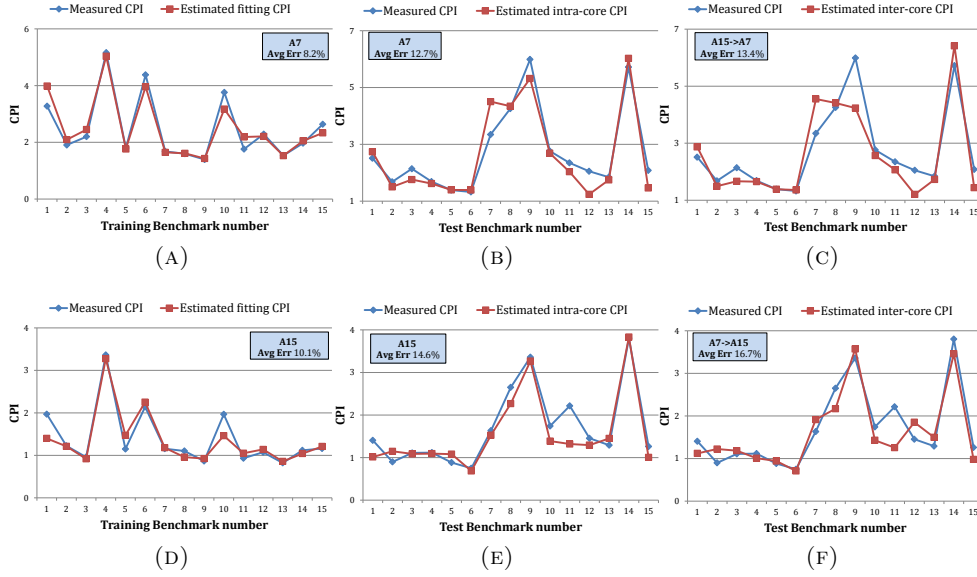 Measured CPI Estimated fitting CPI
A7
Avg Err 8.2%
CPI
6
4
2
0
1 2 3 4 5 6 7 8 9 10 11 12 13 14 15
Training Benchmark number
(A)
Measured CPI Estimated intra-core CPI
A7
Avg Err 12.7%
CPI
7
5
3
1
1 2 3 4 5 6 7 8 9 10 11 12 13 14 15
Test Benchmark number
(B)
Measured CPI Estimated inter-core CPI
A15->A7
Avg Err 13.4%
CPI
7
5
3
1
1 2 3 4 5 6 7 8 9 10 11 12 13 14 15
Test Benchmark number
(C)
Measured CPI Estimated fitting CPI
A15
Avg Err 10.1%
CPI
4
3
2
1
0
1 2 3 4 5 6 7 8 9 10 11 12 13 14 15
Training Benchmark number
(D)
Measured CPI Estimated intra-core CPI
A15
Avg Err 14.6%
CPI
4
3
2
1
0
1 2 3 4 5 6 7 8 9 10 11 12 13 14 15
Test Benchmark number
(E)
Measured CPI Estimated inter-core CPI
A7->A15
Avg Err 16.7%
CPI
4
3
2
1
0
1 2 3 4 5 6 7 8 9 10 11 12 13 14 15
Test Benchmark number
(F)